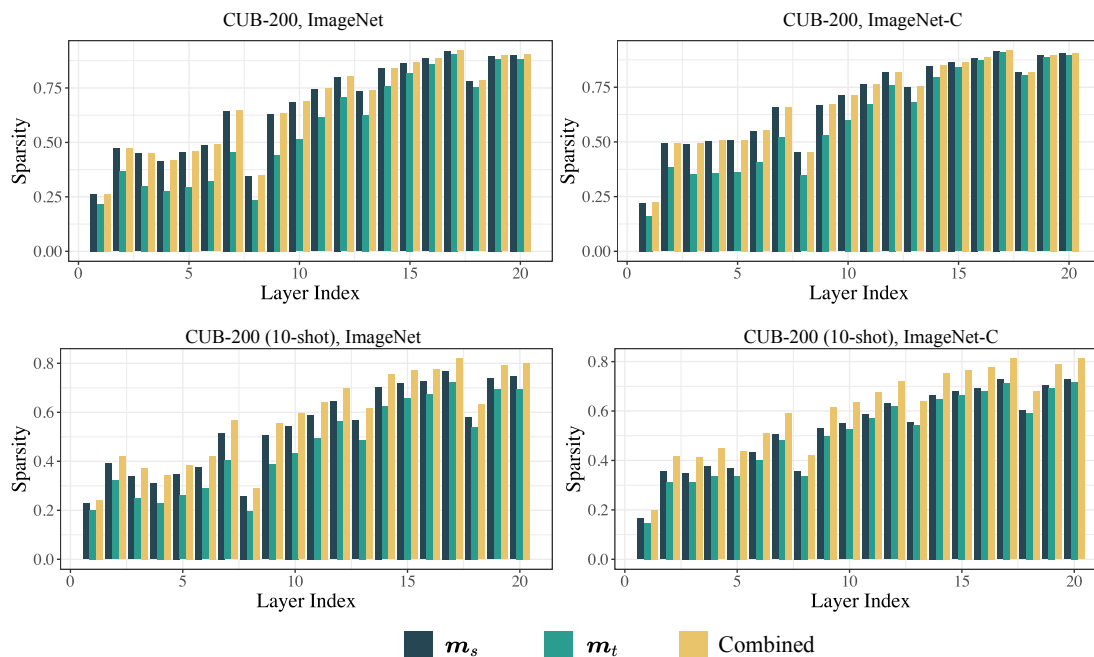 CUB-200, ImageNet
Sparsity
0.75
0.50
0.25
0.00
0 5 10 15 20
Layer Index
CUB-200, ImageNet-C
Sparsity
0.75
0.50
0.25
0.00
0 5 10 15 20
Layer Index
CUB-200 (10-shot), ImageNet
Sparsity
0.8
0.6
0.4
0.2
0.0
0 5 10 15 20
Layer Index
CUB-200 (10-shot), ImageNet-C
Sparsity
0.8
0.6
0.4
0.2
0.0
0 5 10 15 20
Layer Index
m_s m_t Combined